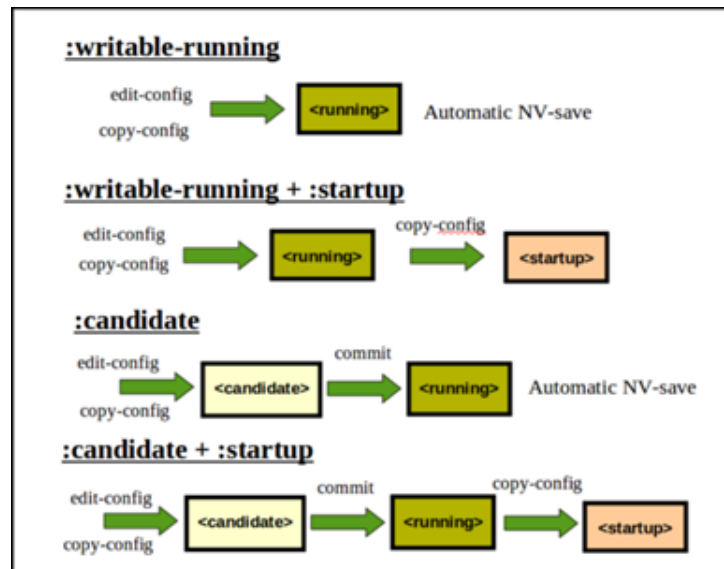 :writable-running
edit-config
<running>
Automatic NV-save
copy-config
:writable-running + :startup
edit-config
copy-config
<running>
copy-config
<startup>
:candidate
edit-config
commit
<candidate>
<running>
Automatic NV-save
copy-config
:candidate + :startup
edit-config
commit
copy-config
<candidate>
<running>
<startup>
copy-config